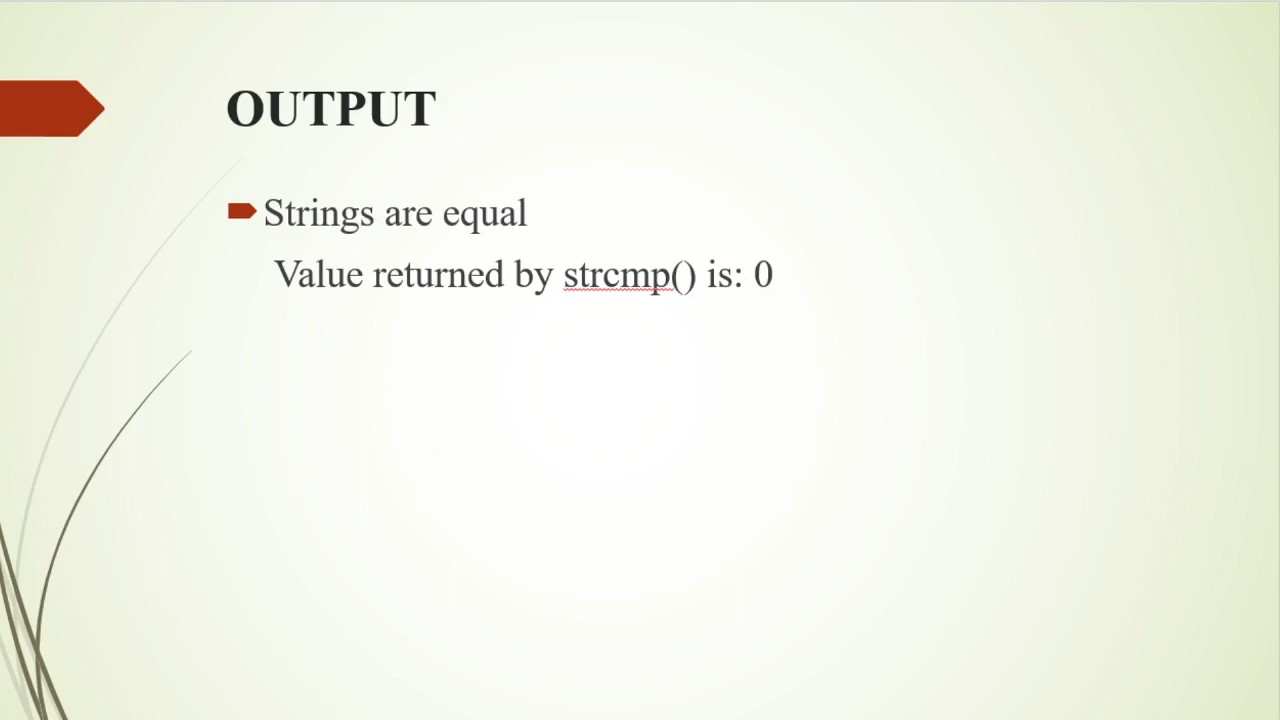 OUTPUT
Strings are equal
Value returned by strcmp() is: 0